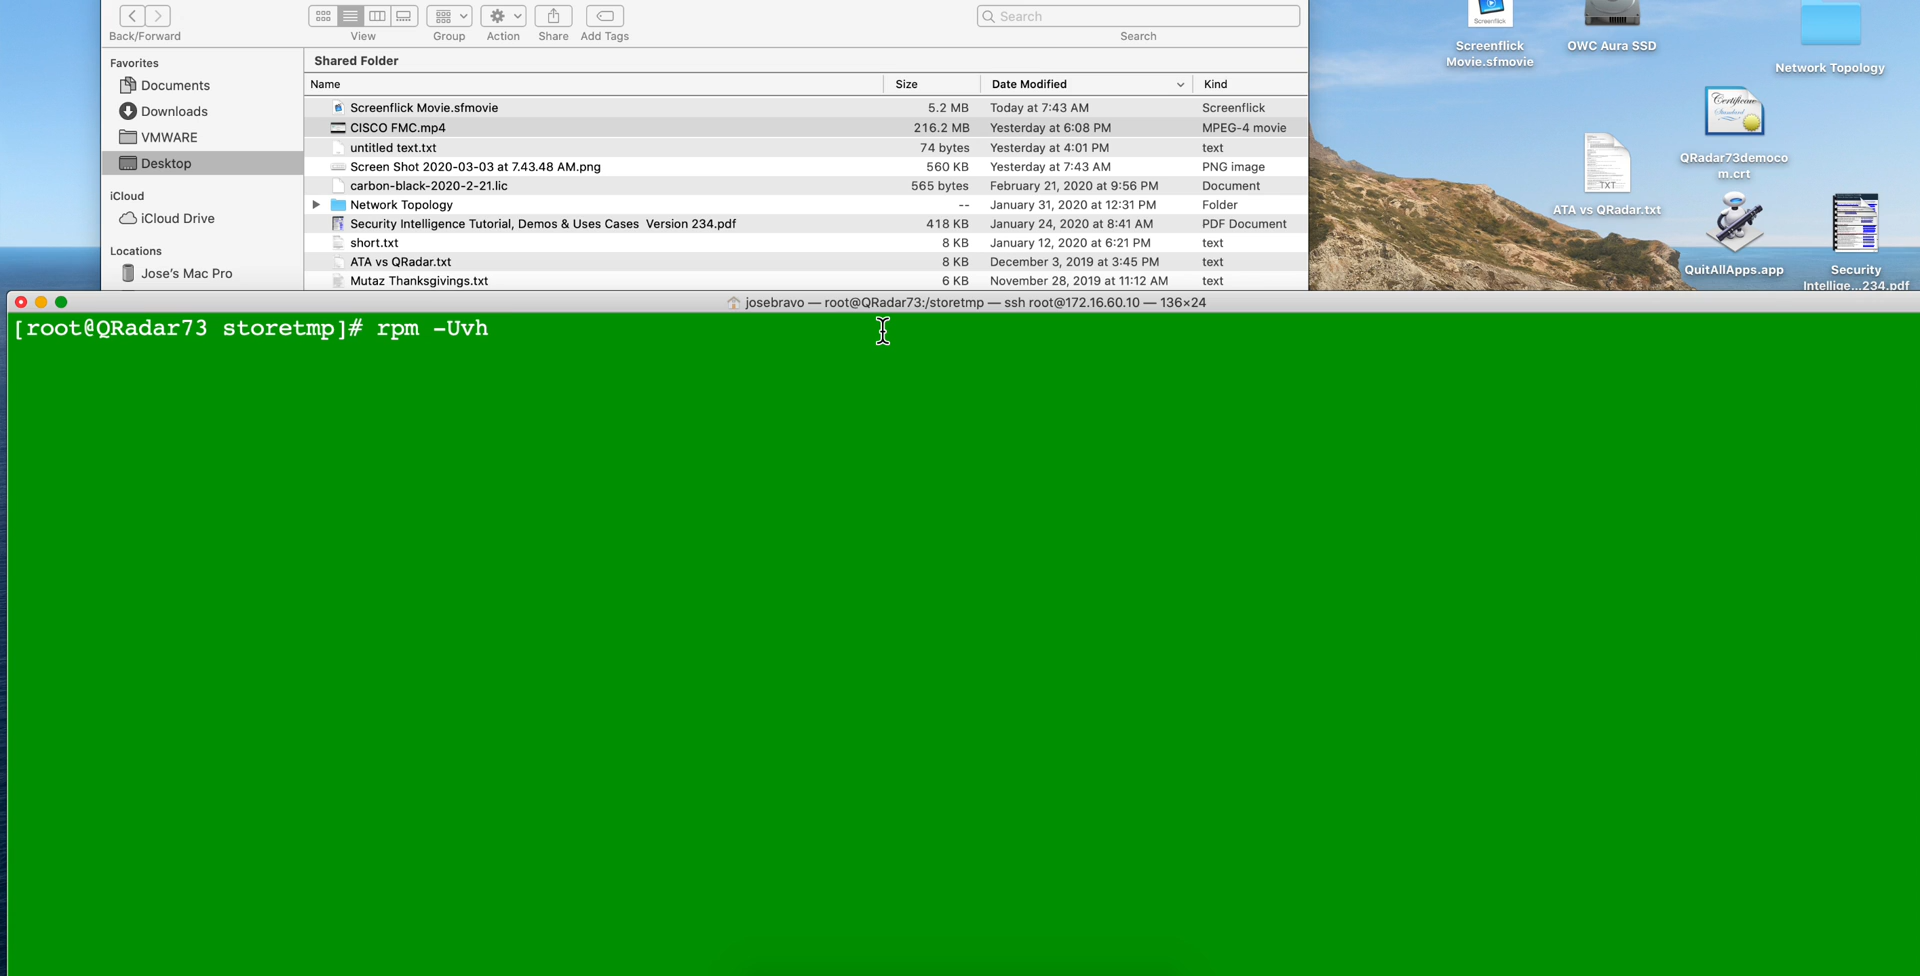 Back/Forward
View
Group
Action
Share
Add Tags
Search
Search
Favorites
Documents
Downloads
VMWARE
Desktop
iCloud
iCloud Drive
Locations
Jose's Mac Pro
Shared Folder
Name Size Date Modified Kind
Screenflick Movie.sfmovie 5.2 MB Today at 7:43 AM Screenflick
CISCO FMC.mp4 216.2 MB Yesterday at 6:08 PM MPEG-4 movie
untitled text.txt 74 bytes Yesterday at 4:01 PM text
Screen Shot 2020-03-03 at 7.43.48 AM.png 560 KB Yesterday at 7:43 AM PNG image
carbon-black-2020-2-21.lic 565 bytes February 21, 2020 at 9:56 PM Document
Network Topology -- January 31, 2020 at 12:31 PM Folder
Security Intelligence Tutorial, Demos & Uses Cases Version 234.pdf 418 KB January 24, 2020 at 8:41 AM PDF Document
short.txt 8 KB January 12, 2020 at 6:21 PM text
ATA vs QRadar.txt 8 KB December 3, 2019 at 3:45 PM text
Mutaz Thanksgivings.txt 6 KB November 28, 2019 at 11:12 AM text
Screenflick
Screenflick
Movie.sfmovie
OWC Aura SSD
Network Topology
Certificate
Standard
QRadar73democo
m.crt
TXT
ATA vs QRadar.txt
QuitAllApps.app
Security
Intellige...234.pdf
josebravo — root@QRadar73:/storetmp — ssh root@172.16.60.10 — 136×24
[root@QRadar73 storetmp]# rpm -Uvh